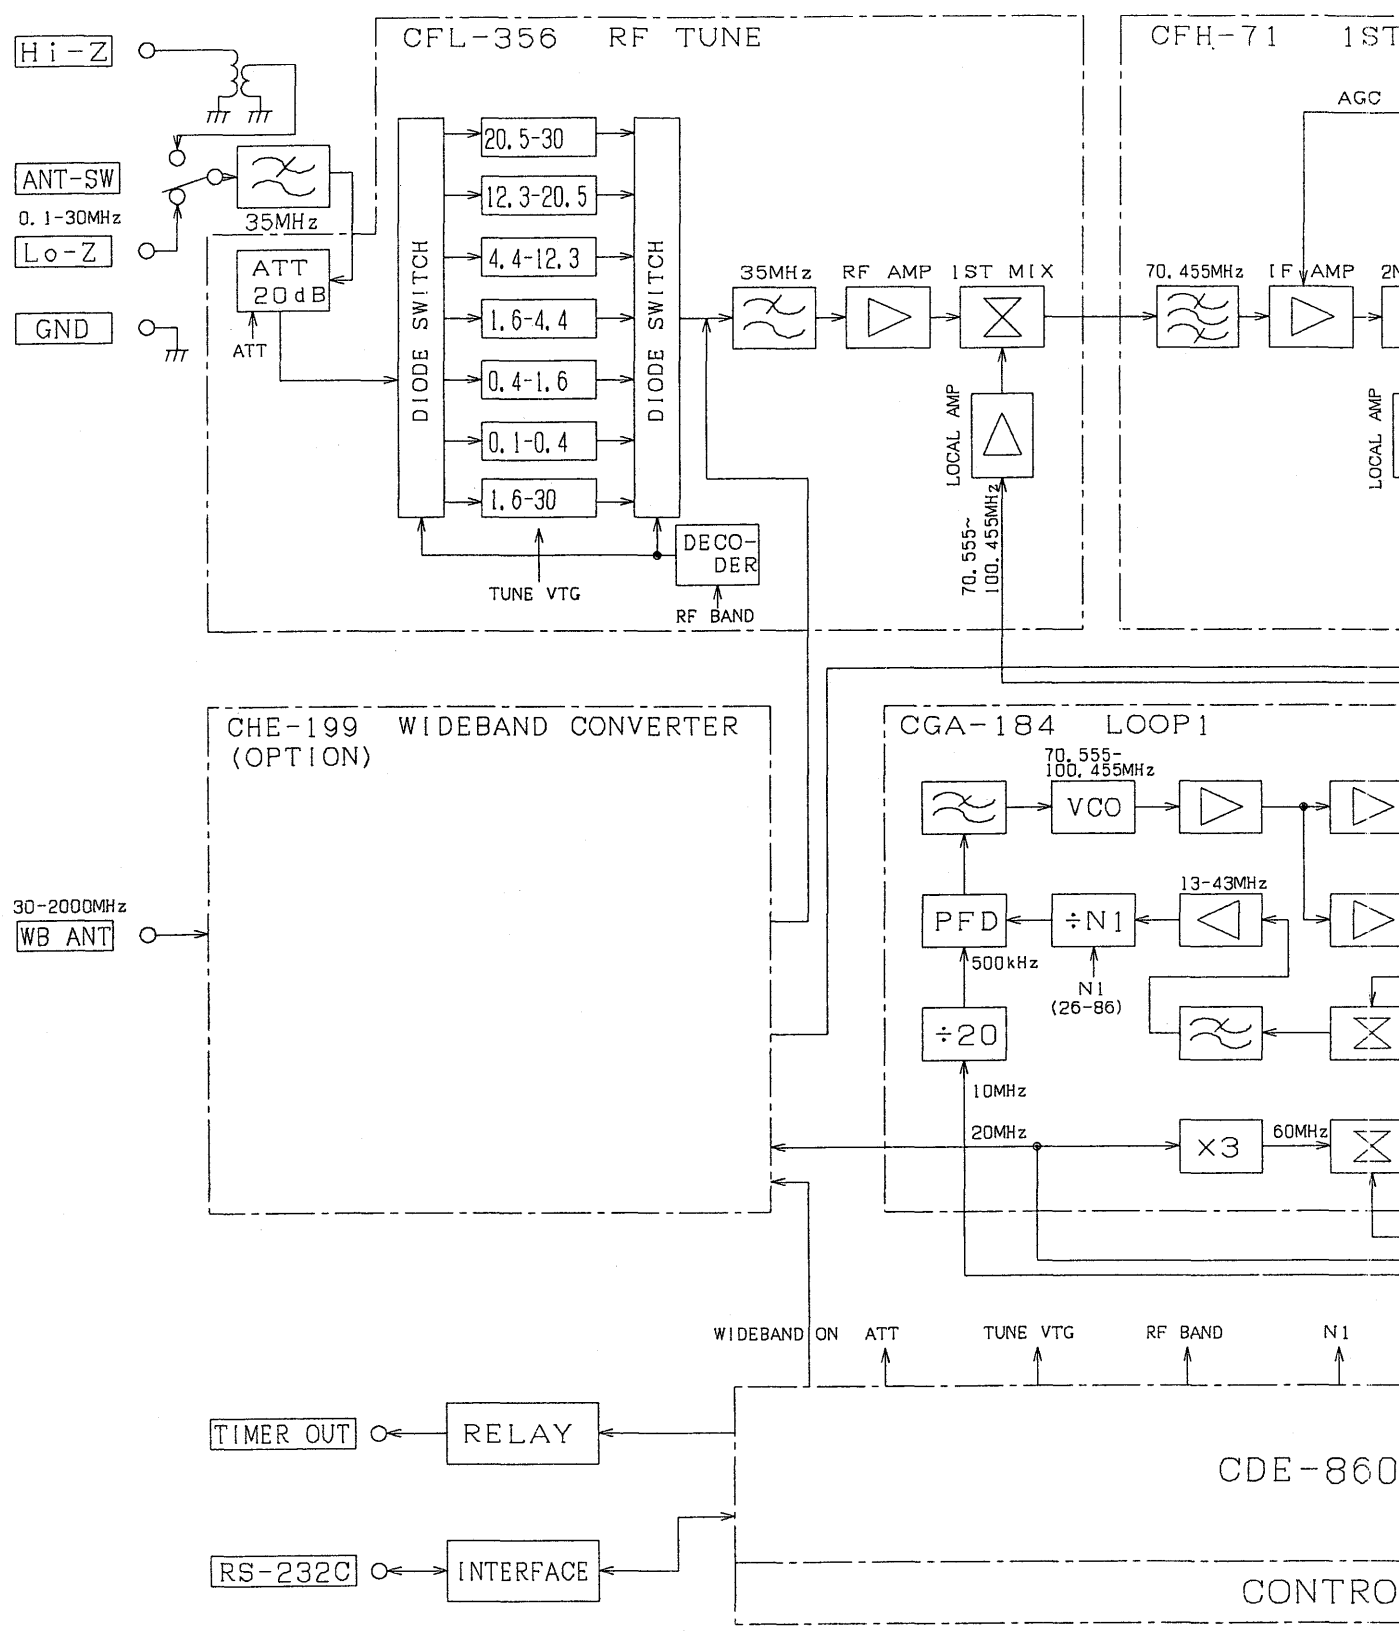 Hi-Z
ANT-SW
0.1-30MHz
Lo-Z
GND
35MHz
ATT
20dB
ATT
CFL-356 RF TUNE
DIODE SWITCH
20.5-30
12.3-20.5
4.4-12.3
1.6-4.4
0.4-1.6
0.1-0.4
1.6-30
DIODE SWITCH
TUNE VTG
DECO-
DER
RF BAND
35MHz
RF AMP
1ST MIX
LOCAL AMP
70.555~
100.455MHz
CFH-71 1ST
AGC
70.455MHz
IF AMP
LOCAL AMP
CHE-199 WIDEBAND CONVERTER
(OPTION)
30-2000MHz
WB ANT
CGA-184 LOOP1
70.555-
100.455MHz
VCO
13-43MHz
PFD
÷N1
500kHz
N1
(26-86)
÷20
10MHz
20MHz
X3
60MHz
WIDEBAND ON
ATT
TUNE VTG
RF BAND
N1
TIMER OUT
RELAY
CDE-860
RS-232C
INTERFACE
CONTRO